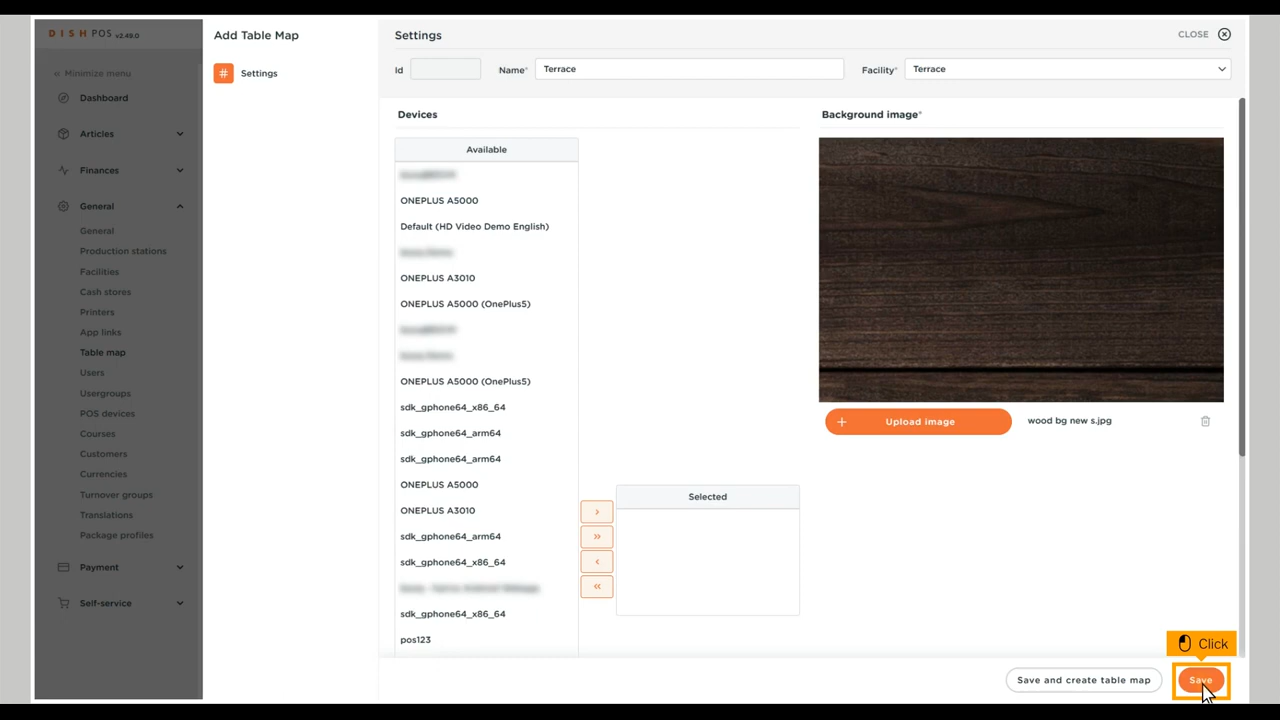 DISH POS v2.49.0
« Minimize menu
Dashboard
Articles
Finances
General
General
Production stations
Facilities
Cash stores
Printers
App links
Table map
Users
Usergroups
POS devices
Courses
Customers
Currencies
Turnover groups
Translations
Package profiles
Payment
Self-service
Add Table Map
# Settings
Settings
CLOSE
Id
Name* Terrace
Facility* Terrace
Devices
Available
ONEPLUS A5000
Default (HD Video Demo English)
ONEPLUS A3010
ONEPLUS A5000 (OnePlus5)
ONEPLUS A5000 (OnePlus5)
sdk_gphone64_x86_64
sdk_gphone64_arm64
sdk_gphone64_arm64
ONEPLUS A5000
ONEPLUS A3010
sdk_gphone64_arm64
sdk_gphone64_x86_64
sdk_gphone64_x86_64
pos123
›
»
‹
«
Selected
Background image*
+ Upload image
wood bg new s.jpg
Click
Save and create table map
Save